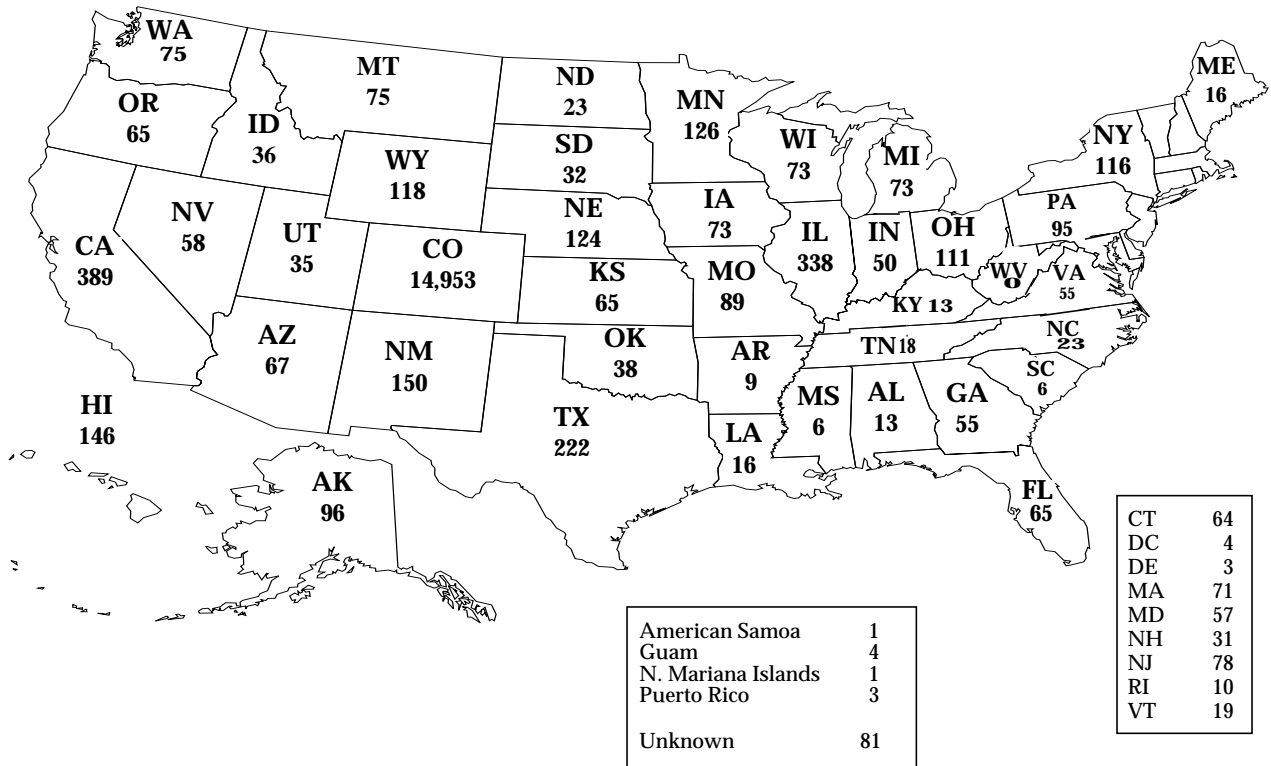 WA
75
MT
75
ND
23
MN
126
ME
16
OR
65
ID
36
SD
32
WI
73
MI
73
NY
116
WY
118
NV
58
UT
35
CO
14,953
NE
124
IA
73
IL
338
IN
50
OH
111
PA
95
CA
389
KS
65
MO
89
WV
0
VA
55
KY 13
AZ
67
NM
150
OK
38
AR
9
TN 18
NC
23
SC
6
MS
6
AL
13
GA
55
HI
146
TX
222
LA
16
AK
96
FL
65
CT 64
DC 4
DE 3
MA 71
MD 57
NH 31
NJ 78
RI 10
VT 19
American Samoa 1
Guam 4
N. Mariana Islands 1
Puerto Rico 3
Unknown 81